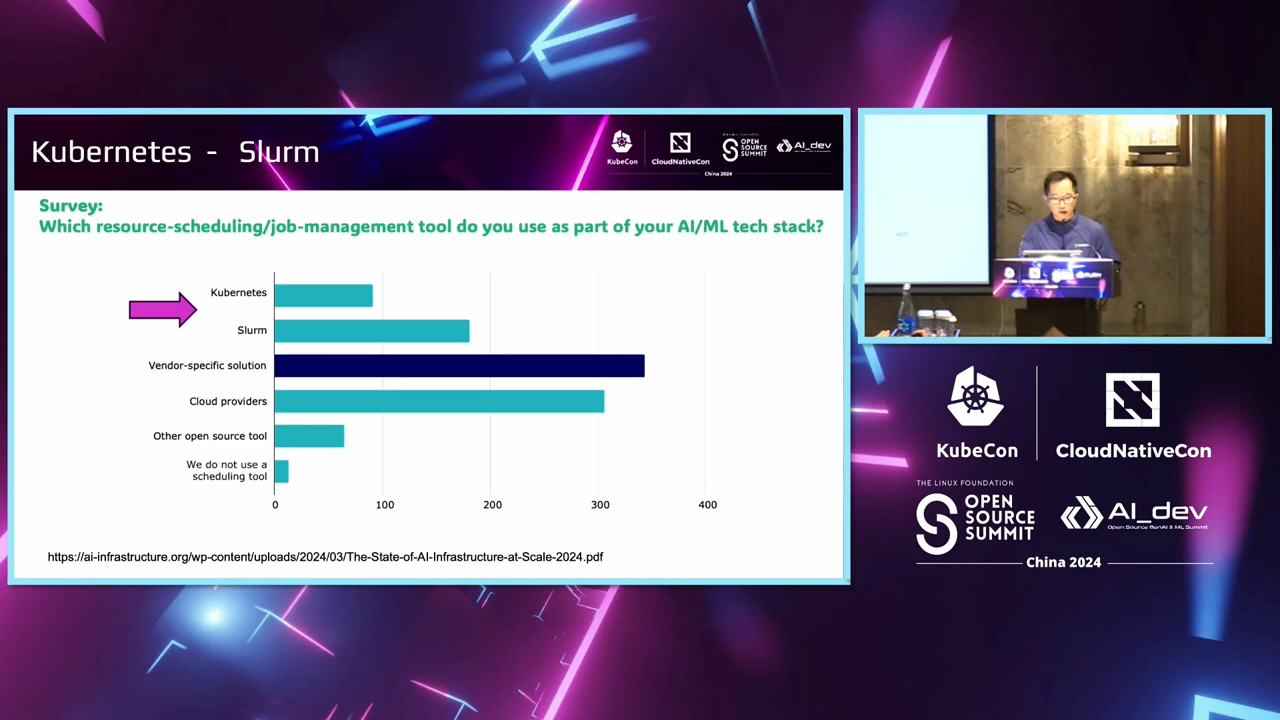 Kubernetes - Slurm
KubeCon
CloudNativeCon
THE LINUX FOUNDATION
OPEN
SOURCE
SUMMIT
AI_dev
China 2024
Survey:
Which resource-scheduling/job-management tool do you use as part of your AI/ML tech stack?
Kubernetes
Slurm
Vendor-specific solution
Cloud providers
Other open source tool
We do not use a
scheduling tool
0 100 200 300 400
https://ai-infrastructure.org/wp-content/uploads/2024/03/The-State-of-AI-Infrastructure-at-Scale-2024.pdf
KubeCon
CloudNativeCon
THE LINUX FOUNDATION
OPEN
SOURCE
SUMMIT
AI_dev
Open Source GenAI & ML Summit
China 2024